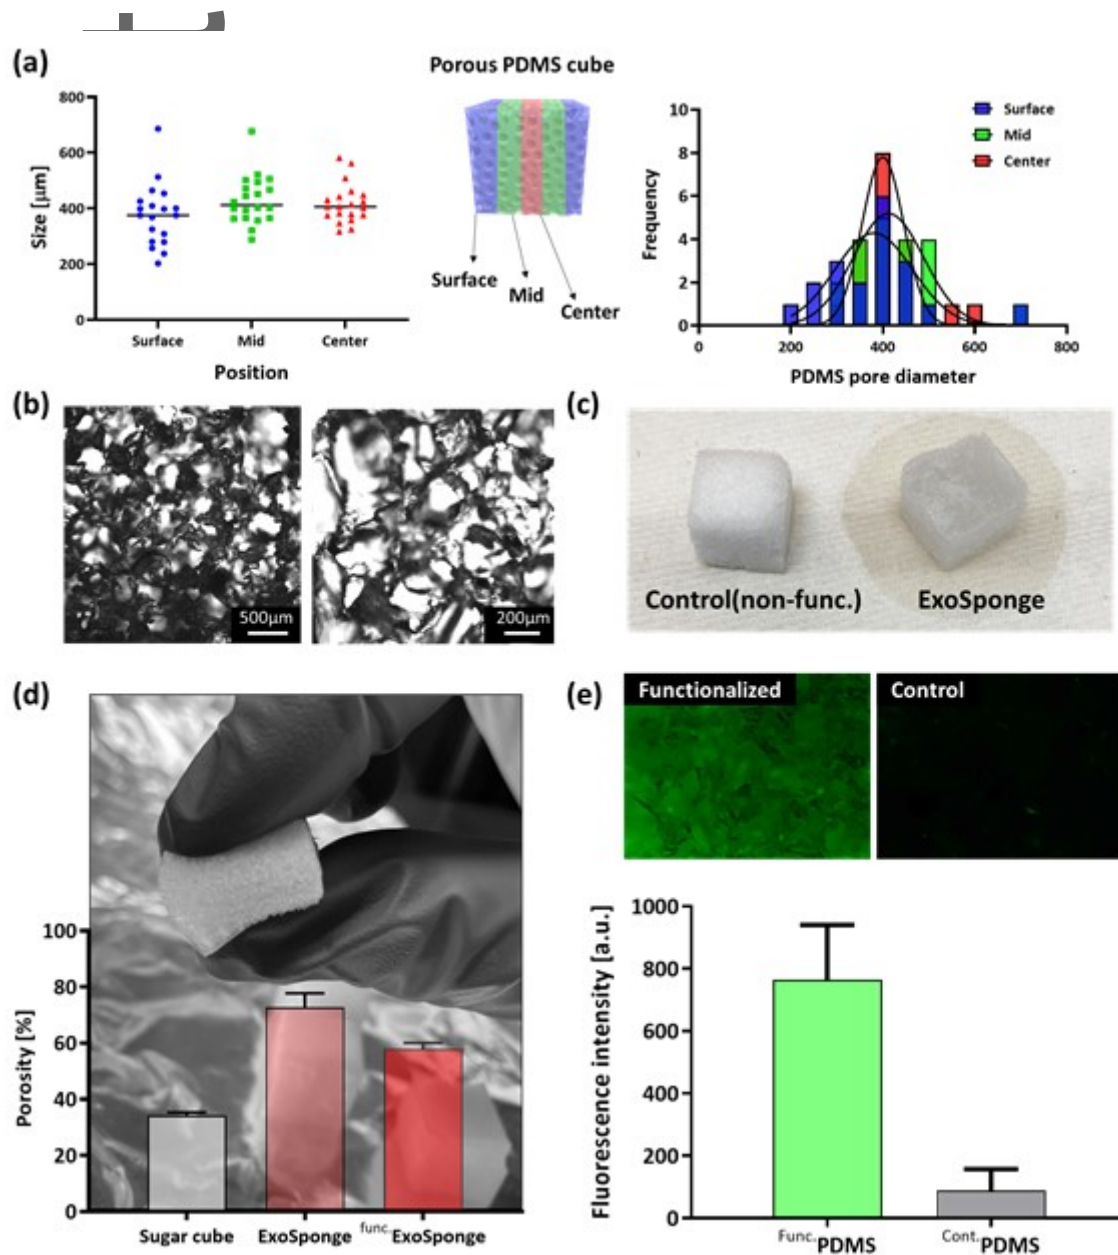 (a)
Porous PDMS cube
800
600
400
200
0
Size [µm]
Surface
Mid
Center
Position
Surface
Mid
Center
10
8
6
4
2
0
Frequency
Surface
Mid
Center
0
200
400
600
800
PDMS pore diameter
(b)
500µm
200µm
(c)
Control(non-func.)
ExoSponge
(d)
100
80
60
40
20
0
Porosity [%]
Sugar cube
ExoSponge
func. ExoSponge
(e)
Functionalized
Control
1000
800
600
400
200
0
Fluorescence intensity [a.u.]
Func. PDMS
Cont. PDMS